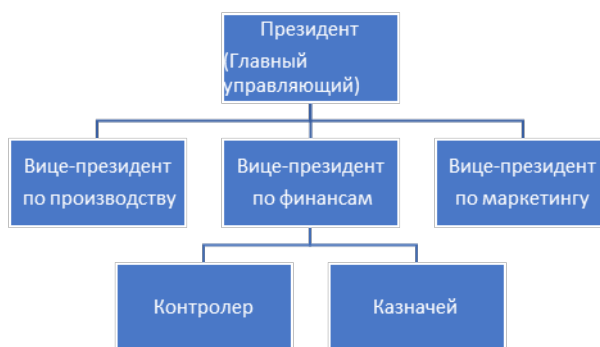 Президент
(Главный
управляющий)
Вице-президент
по производству
Вице-президент
по финансам
Вице-президент
по маркетингу
Контролер
Казначей